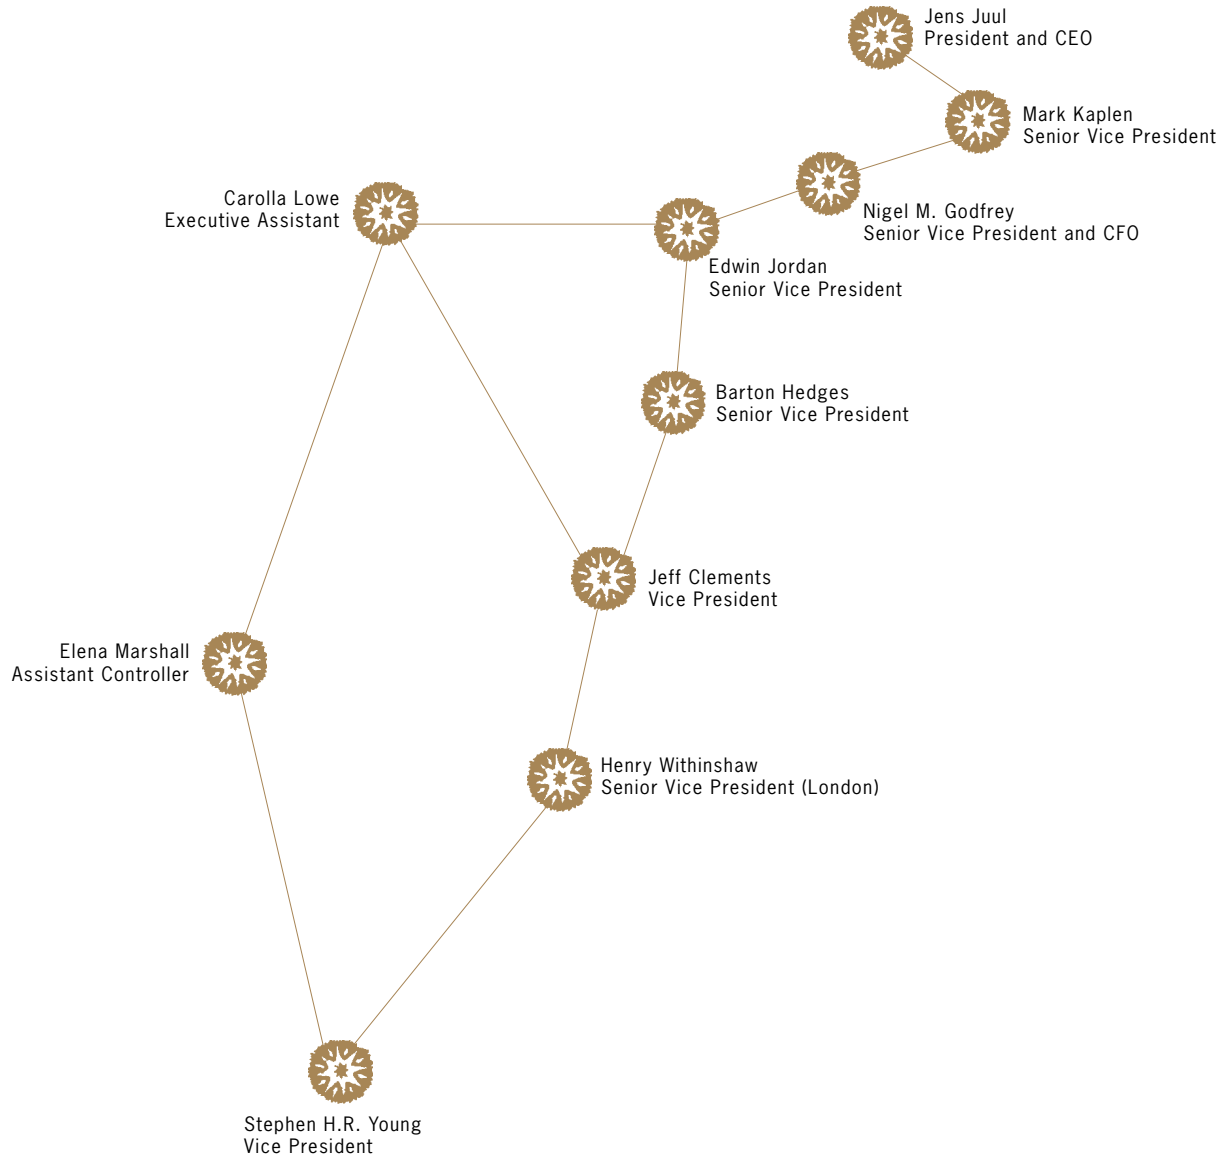 Jens Juul
President and CEO
Mark Kaplen
Senior Vice President
Carolla Lowe
Executive Assistant
Nigel M. Godfrey
Senior Vice President and CFO
Edwin Jordan
Senior Vice President
Barton Hedges
Senior Vice President
Jeff Clements
Vice President
Elena Marshall
Assistant Controller
Henry Withinshaw
Senior Vice President (London)
Stephen H.R. Young
Vice President